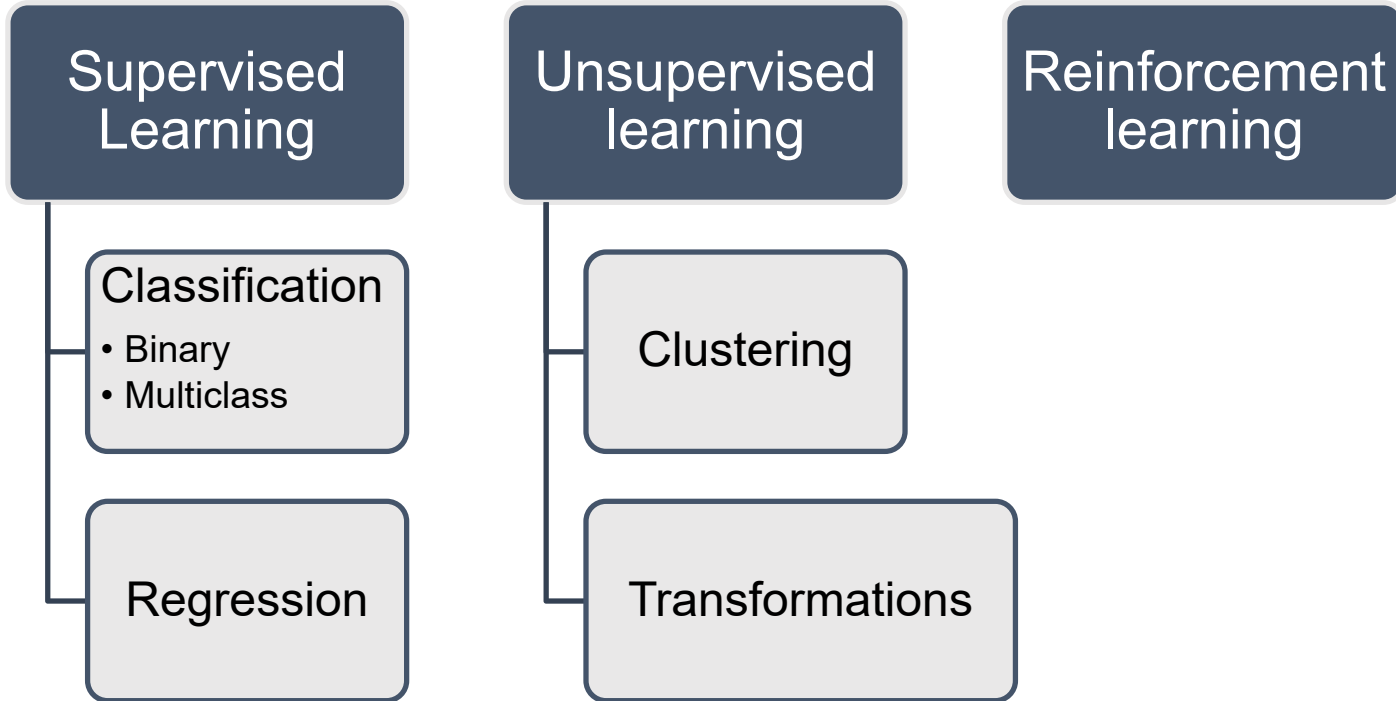 Supervised
Learning
Classification
• Binary
• Multiclass
Regression
Unsupervised
learning
Clustering
Transformations
Reinforcement
learning